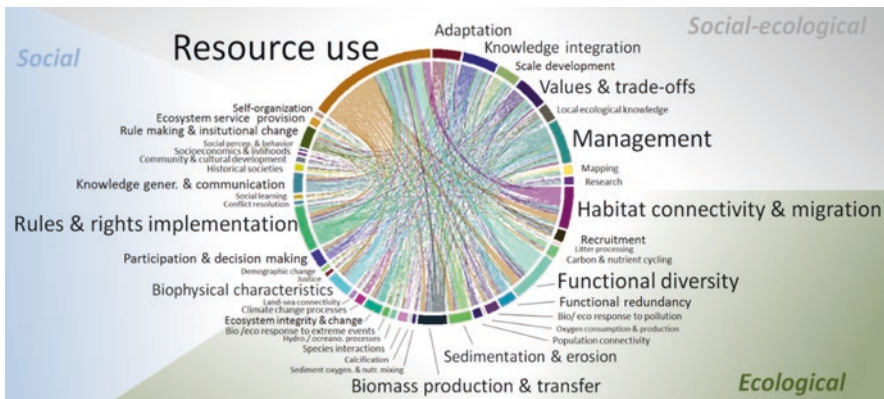 Social
Social-ecological
Resource use
Self-organization
Ecosystem service provision
Rule making & insitutional change
Social percep. & behavior
Socioeconomics & livlihoods
Community & cultural development
Historical societies
Knowledge gener. & communication
Social learning
Conflict resolution
Rules & rights implementation
Participation & decision making
Demographic change
Justice
Biophysical characteristics
Land-sea connectivity
Climate change processes
Ecosystem integrity & change
Bio/eco response to extreme events
Hydro./ oceano. processes
Species interactions
Calcification
Sediment oxygen. & nutr. mixing
Biomass production & transfer
Adaptation
Knowledge integration
Scale development
Values & trade-offs
Local ecological knowledge
Management
Mapping
Research
Habitat connectivity & migration
Recruitment
Litter processing
Carbon & nutrient cycling
Functional diversity
Functional redundancy
Bio/eco response to pollution
Oxygen consumption & production
Population connectivity
Sedimentation & erosion
Ecological